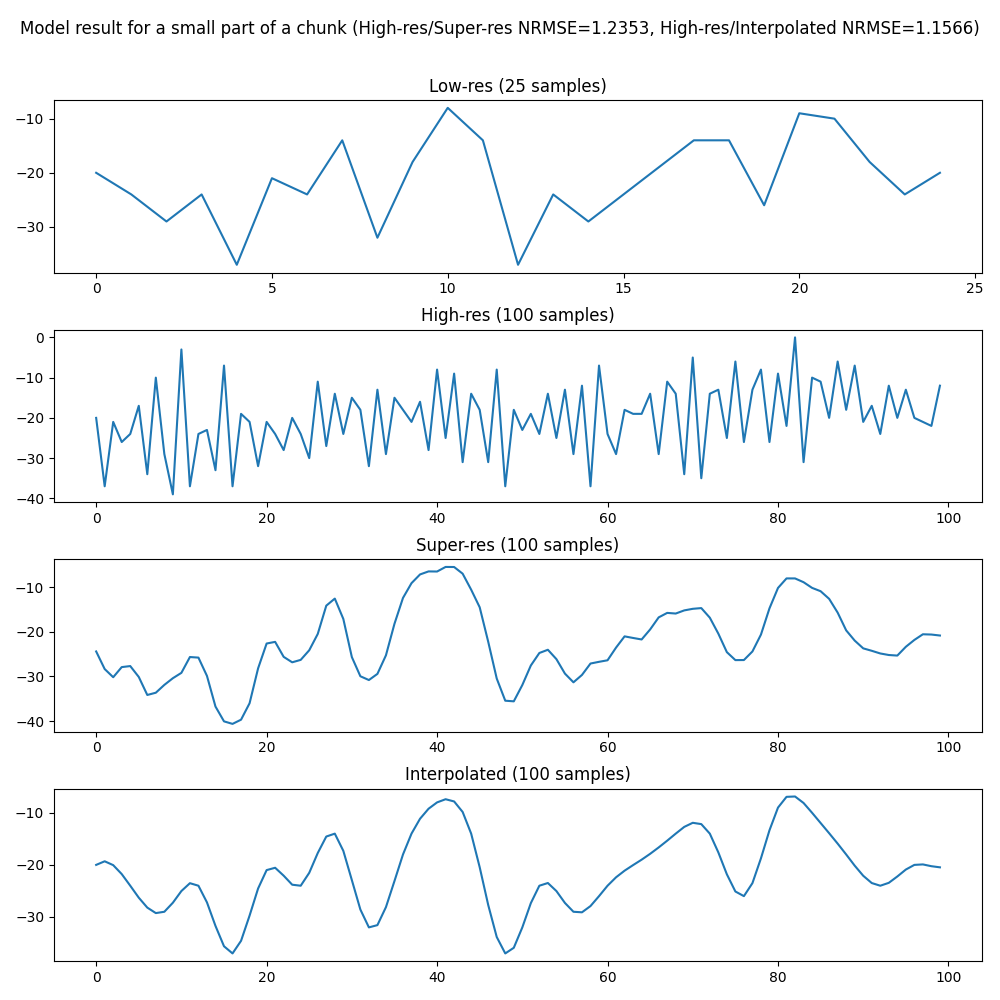 Model result for a small part of a chunk (High-res/Super-res NRMSE=1.2353, High-res/Interpolated NRMSE=1.1566)
Low-res (25 samples)
−10
−20
−30
0 5 10 15 20 25
High-res (100 samples)
0
−10
−20
−30
−40
0 20 40 60 80 100
Super-res (100 samples)
−10
−20
−30
−40
0 20 40 60 80 100
Interpolated (100 samples)
−10
−20
−30
0 20 40 60 80 100